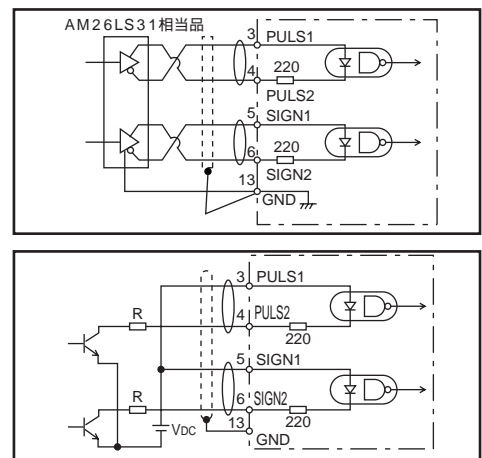 AM26LS31相当品
3 PULS1
4 220
PULS2
5 SIGN1
6 220
SIGN2
13 GND
3 PULS1
R
4 PULS2
220
5 SIGN1
R
6 SIGN2
220
VDC
13 GND